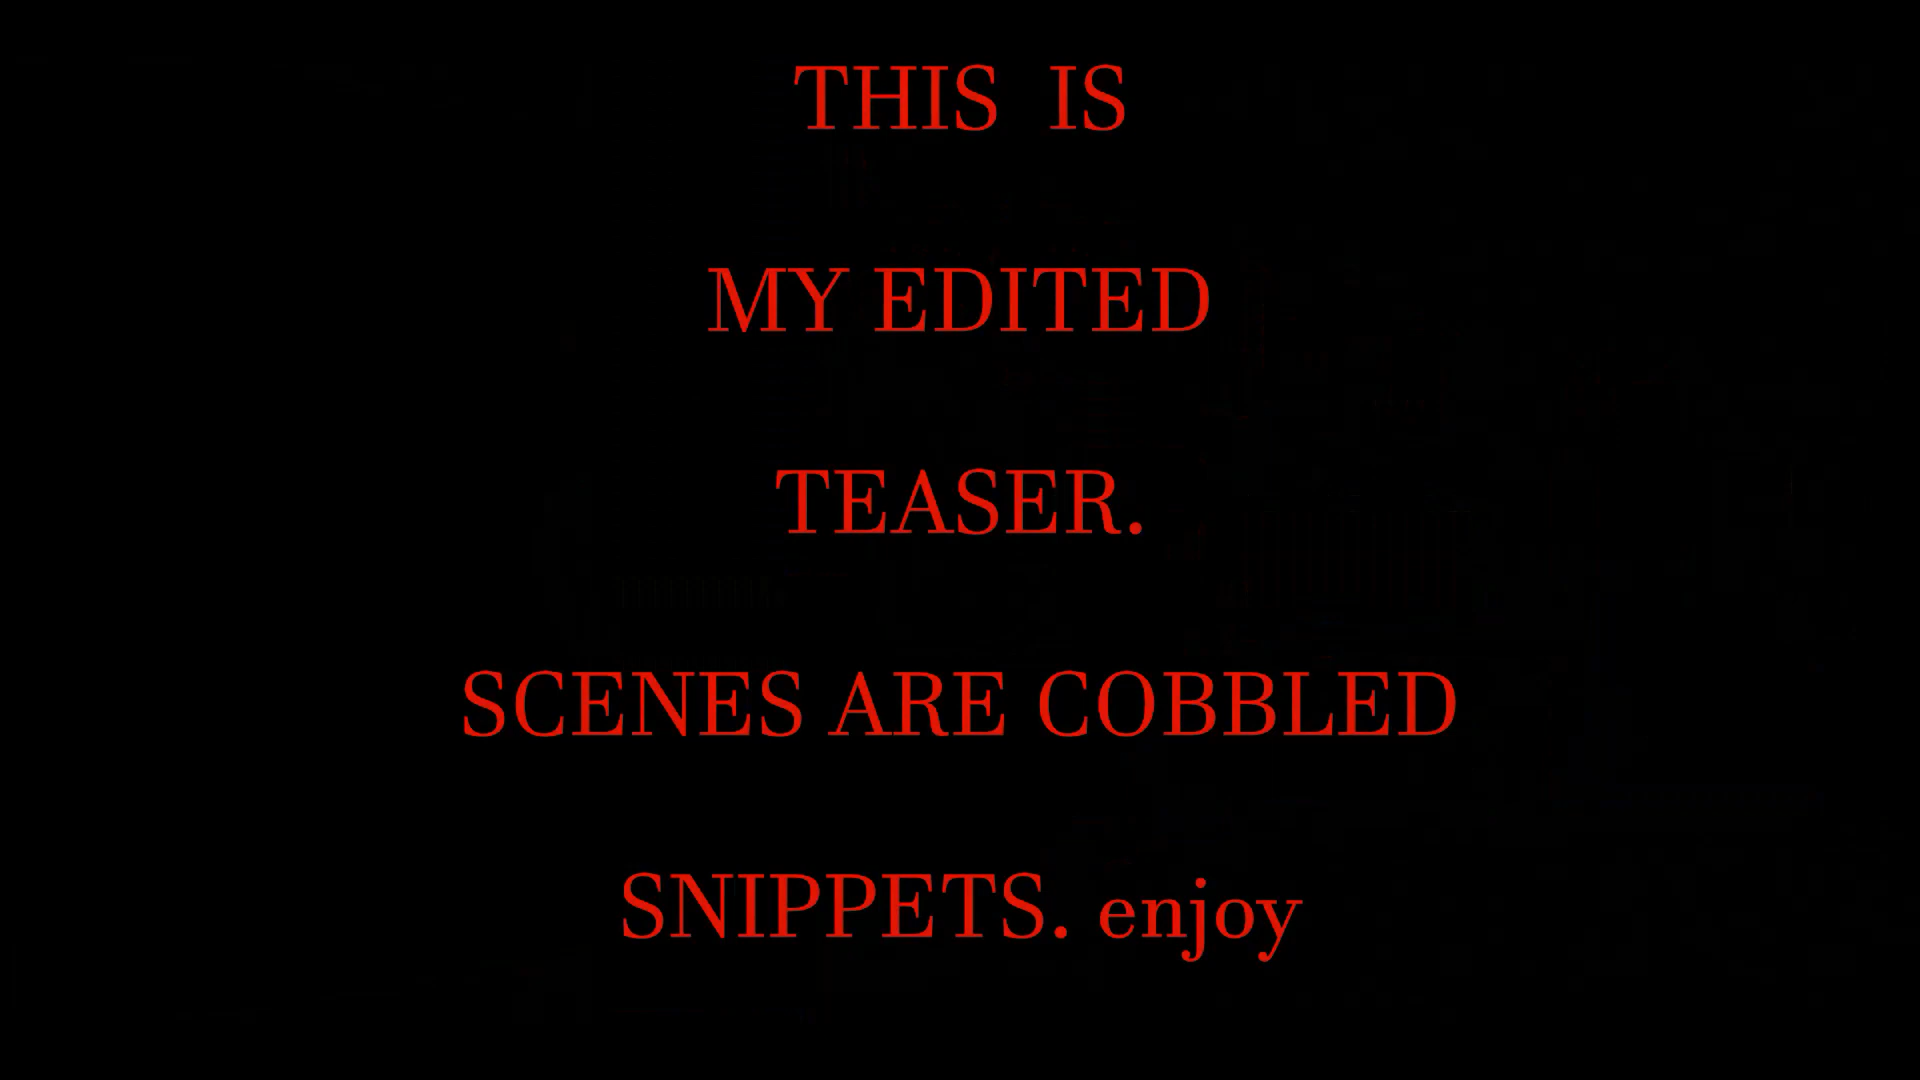 THIS IS
MY EDITED
TEASER.
SCENES ARE COBBLED
SNIPPETS. enjoy